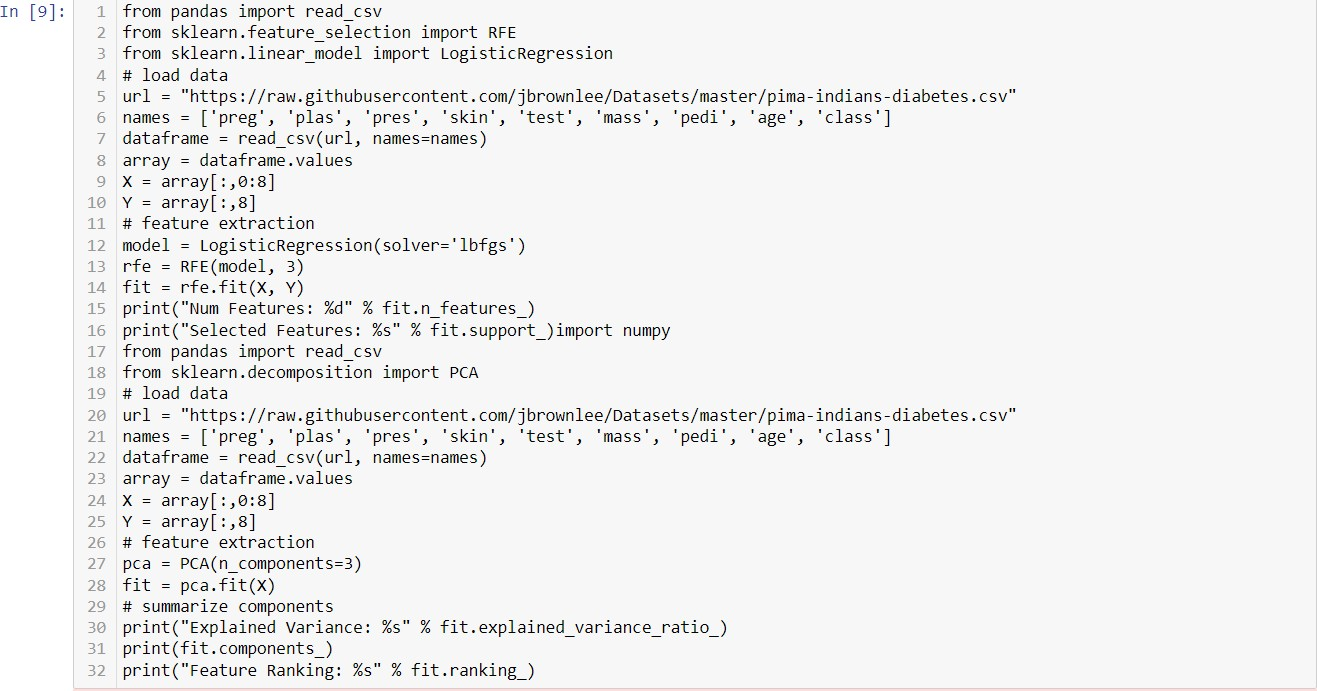 In [9]:
1 from pandas import read_csv
2 from sklearn.feature_selection import RFE
3 from sklearn.linear_model import LogisticRegression
4 # load data
5 url = "https://raw.githubusercontent.com/jbrownlee/Datasets/master/pima-indians-diabetes.csv"
6 names = ['preg', 'plas', 'pres', 'skin', 'test', 'mass', 'pedi', 'age', 'class']
7 dataframe = read_csv(url, names=names)
8 array = dataframe.values
9 X = array[:,0:8]
10 Y = array[:,8]
11 # feature extraction
12 model = LogisticRegression(solver='lbfgs')
13 rfe = RFE(model, 3)
14 fit = rfe.fit(X, Y)
15 print("Num Features: %d" % fit.n_features_)
16 print("Selected Features: %s" % fit.support_)import numpy
17 from pandas import read_csv
18 from sklearn.decomposition import PCA
19 # load data
20 url = "https://raw.githubusercontent.com/jbrownlee/Datasets/master/pima-indians-diabetes.csv"
21 names = ['preg', 'plas', 'pres', 'skin', 'test', 'mass', 'pedi', 'age', 'class']
22 dataframe = read_csv(url, names=names)
23 array = dataframe.values
24 X = array[:,0:8]
25 Y = array[:,8]
26 # feature extraction
27 pca = PCA(n_components=3)
28 fit = pca.fit(X)
29 # summarize components
30 print("Explained Variance: %s" % fit.explained_variance_ratio_)
31 print(fit.components_)
32 print("Feature Ranking: %s" % fit.ranking_)